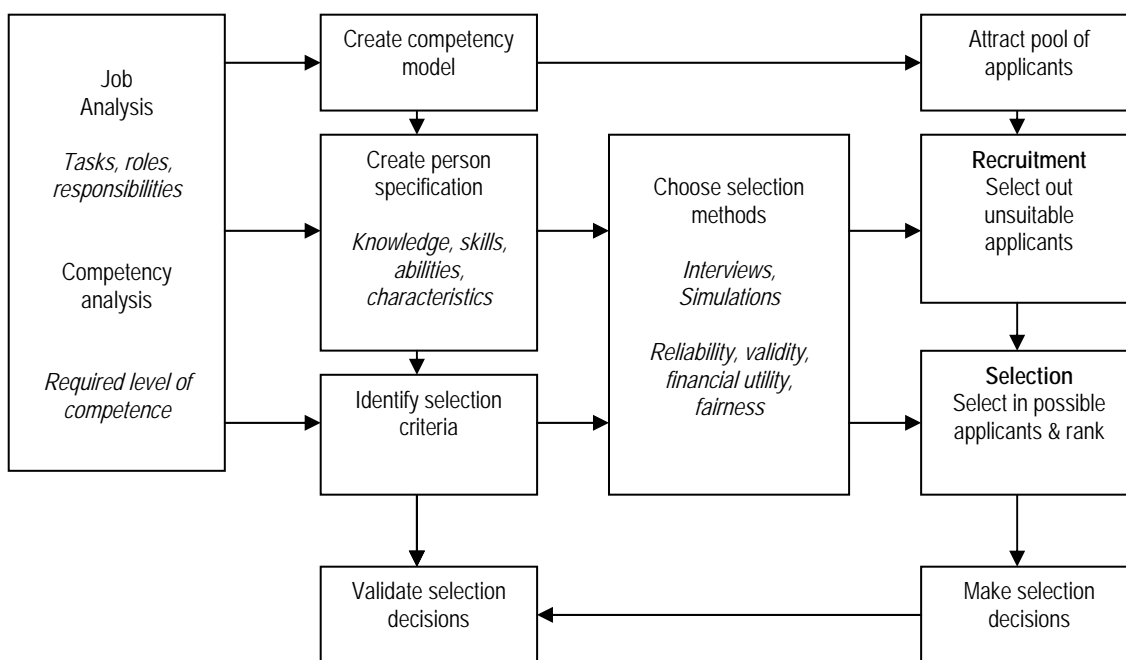 Job
Analysis
Tasks, roles,
responsibilities
Competency
analysis
Required level of
competence
Create competency
model
Create person
specification
Knowledge, skills,
abilities,
characteristics
Identify selection
criteria
Validate selection
decisions
Choose selection
methods
Interviews,
Simulations
Reliability, validity,
financial utility,
fairness
Attract pool of
applicants
Recruitment
Select out
unsuitable
applicants
Selection
Select in possible
applicants & rank
Make selection
decisions